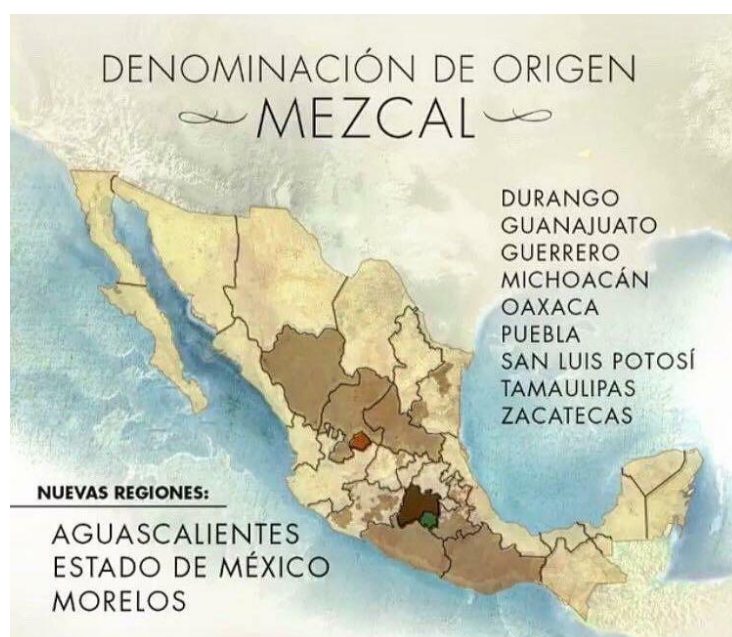 DENOMINACIÓN DE ORIGEN
MEZCAL
DURANGO
GUANAJUATO
GUERRERO
MICHOACÁN
OAXACA
PUEBLA
SAN LUIS POTOSÍ
TAMAULIPAS
ZACATECAS
NUEVAS REGIONES:
AGUASCALIENTES
ESTADO DE MÉXICO
MORELOS